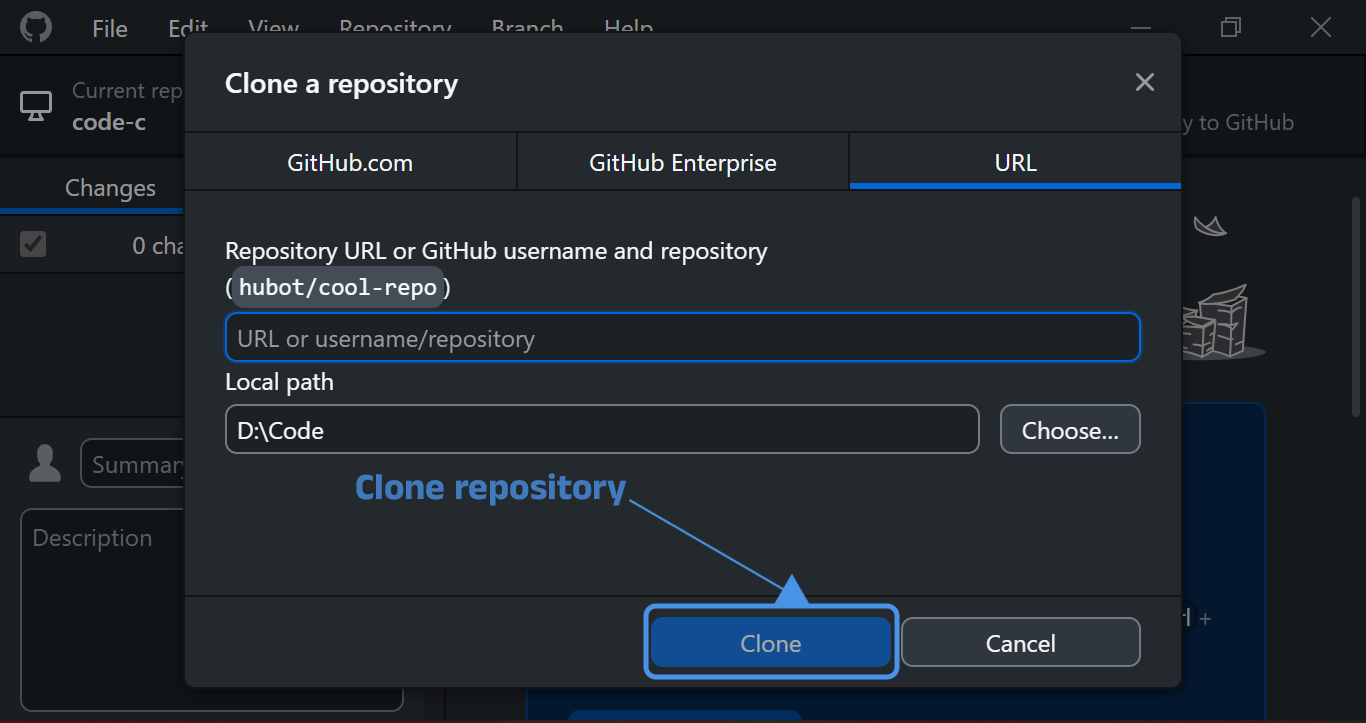 File Edit View Repository Branch Help
Clone a repository
Current rep
code-c
y to GitHub
GitHub.com GitHub Enterprise URL
Changes
0 cha
Repository URL or GitHub username and repository
(hubot/cool-repo)
URL or username/repository
Local path
D:\Code Choose...
Summary
Clone repository
Description
rl +
Clone Cancel